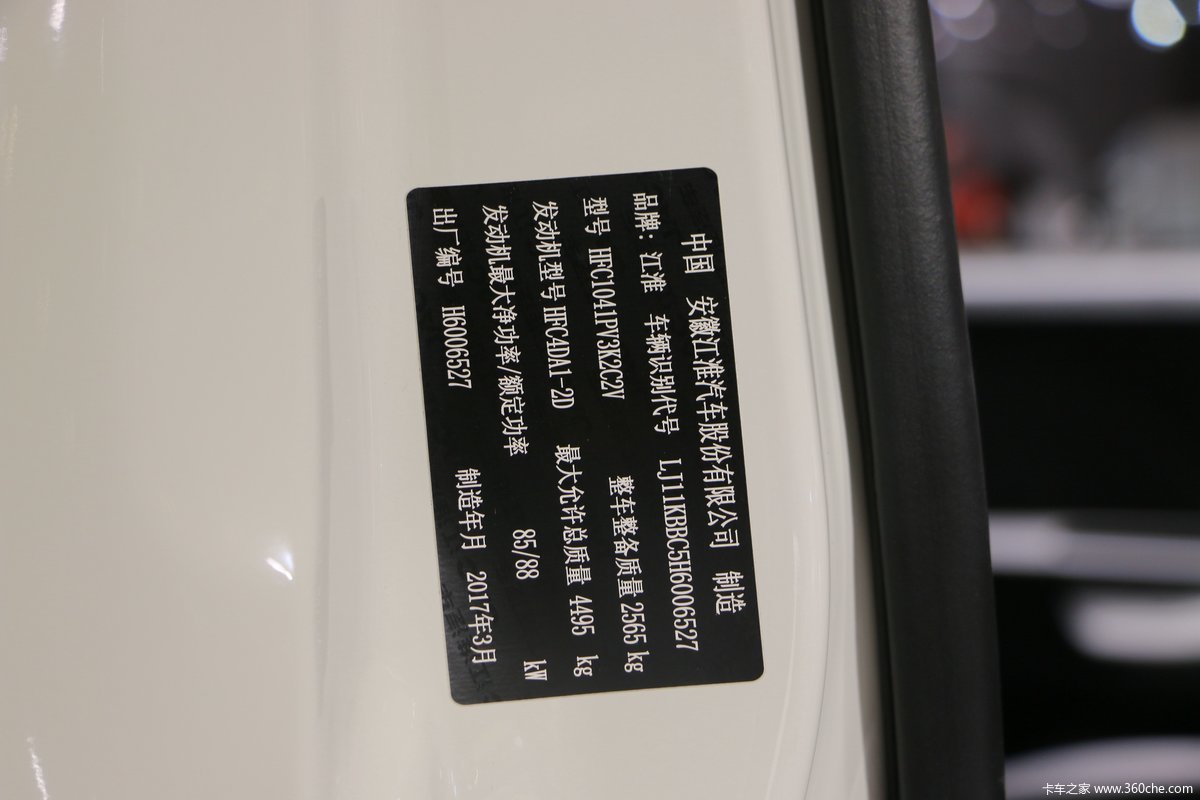 中国 安徽江淮汽车股份有限公司 制造
品牌：江淮 车辆识别代号 LJ11KBBC5H6006527
型号 HFC1041PV3K2C2V 整车整备质量 2565 kg
发动机型号 HFC4DA1-2D 最大允许总质量 4495 kg
发动机最大净功率/额定功率 85/88 kW
出厂编号 H6006527 制造年月 2017年3月
卡车之家 www.360che.com